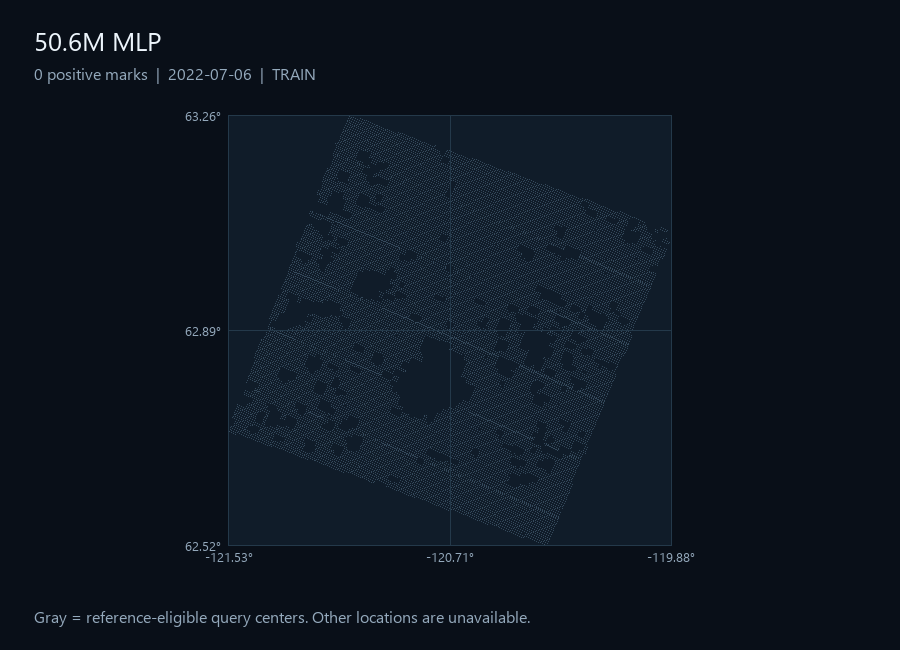 50.6M MLP
0 positive marks | 2022-07-06 | TRAIN
63.26°
62.89°
62.52°
-121.53°
-120.71°
-119.88°
Gray = reference-eligible query centers. Other locations are unavailable.